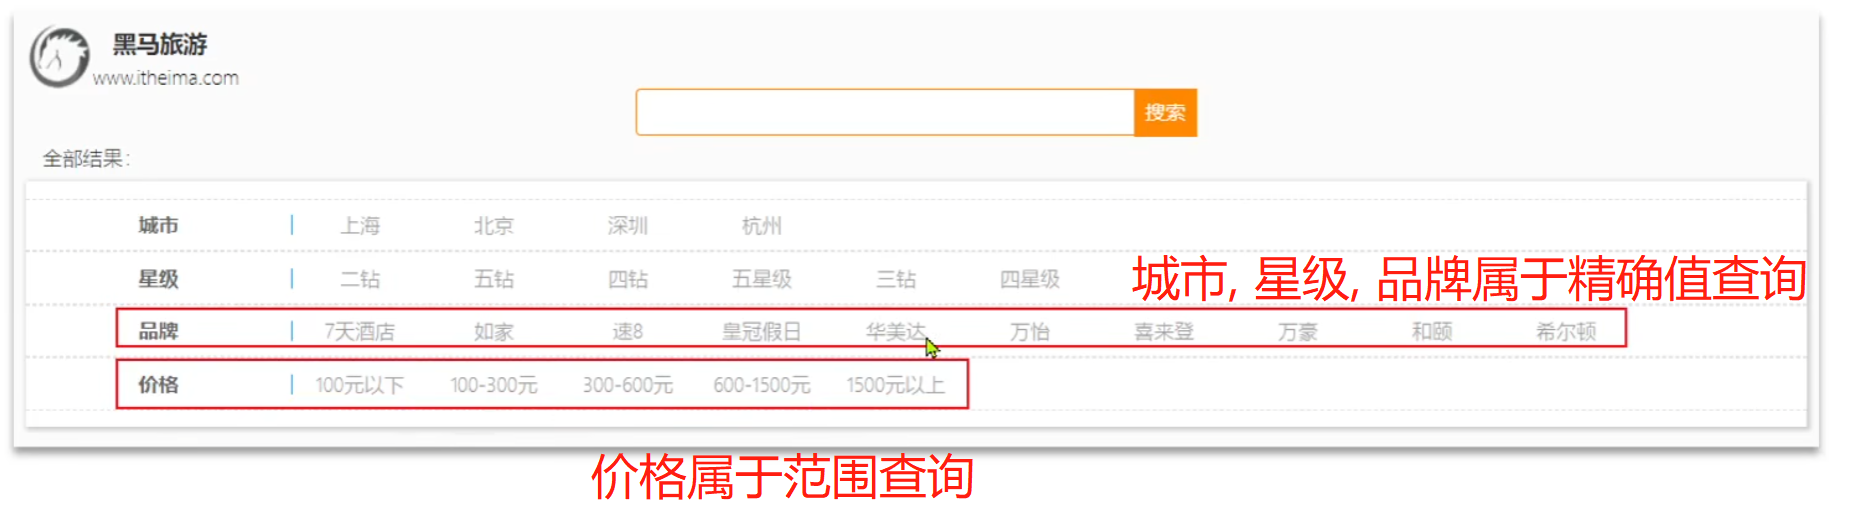 黑马旅游
www.itheima.com
搜索
全部结果:
城市 上海 北京 深圳 杭州
星级 二钻 五钻 四钻 五星级 三钻 四星级
城市, 星级, 品牌属于精确值查询
品牌 7天酒店 如家 速8 皇冠假日 华美达 万怡 喜来登 万豪 和颐 希尔顿
价格 100元以下 100-300元 300-600元 600-1500元 1500元以上
价格属于范围查询